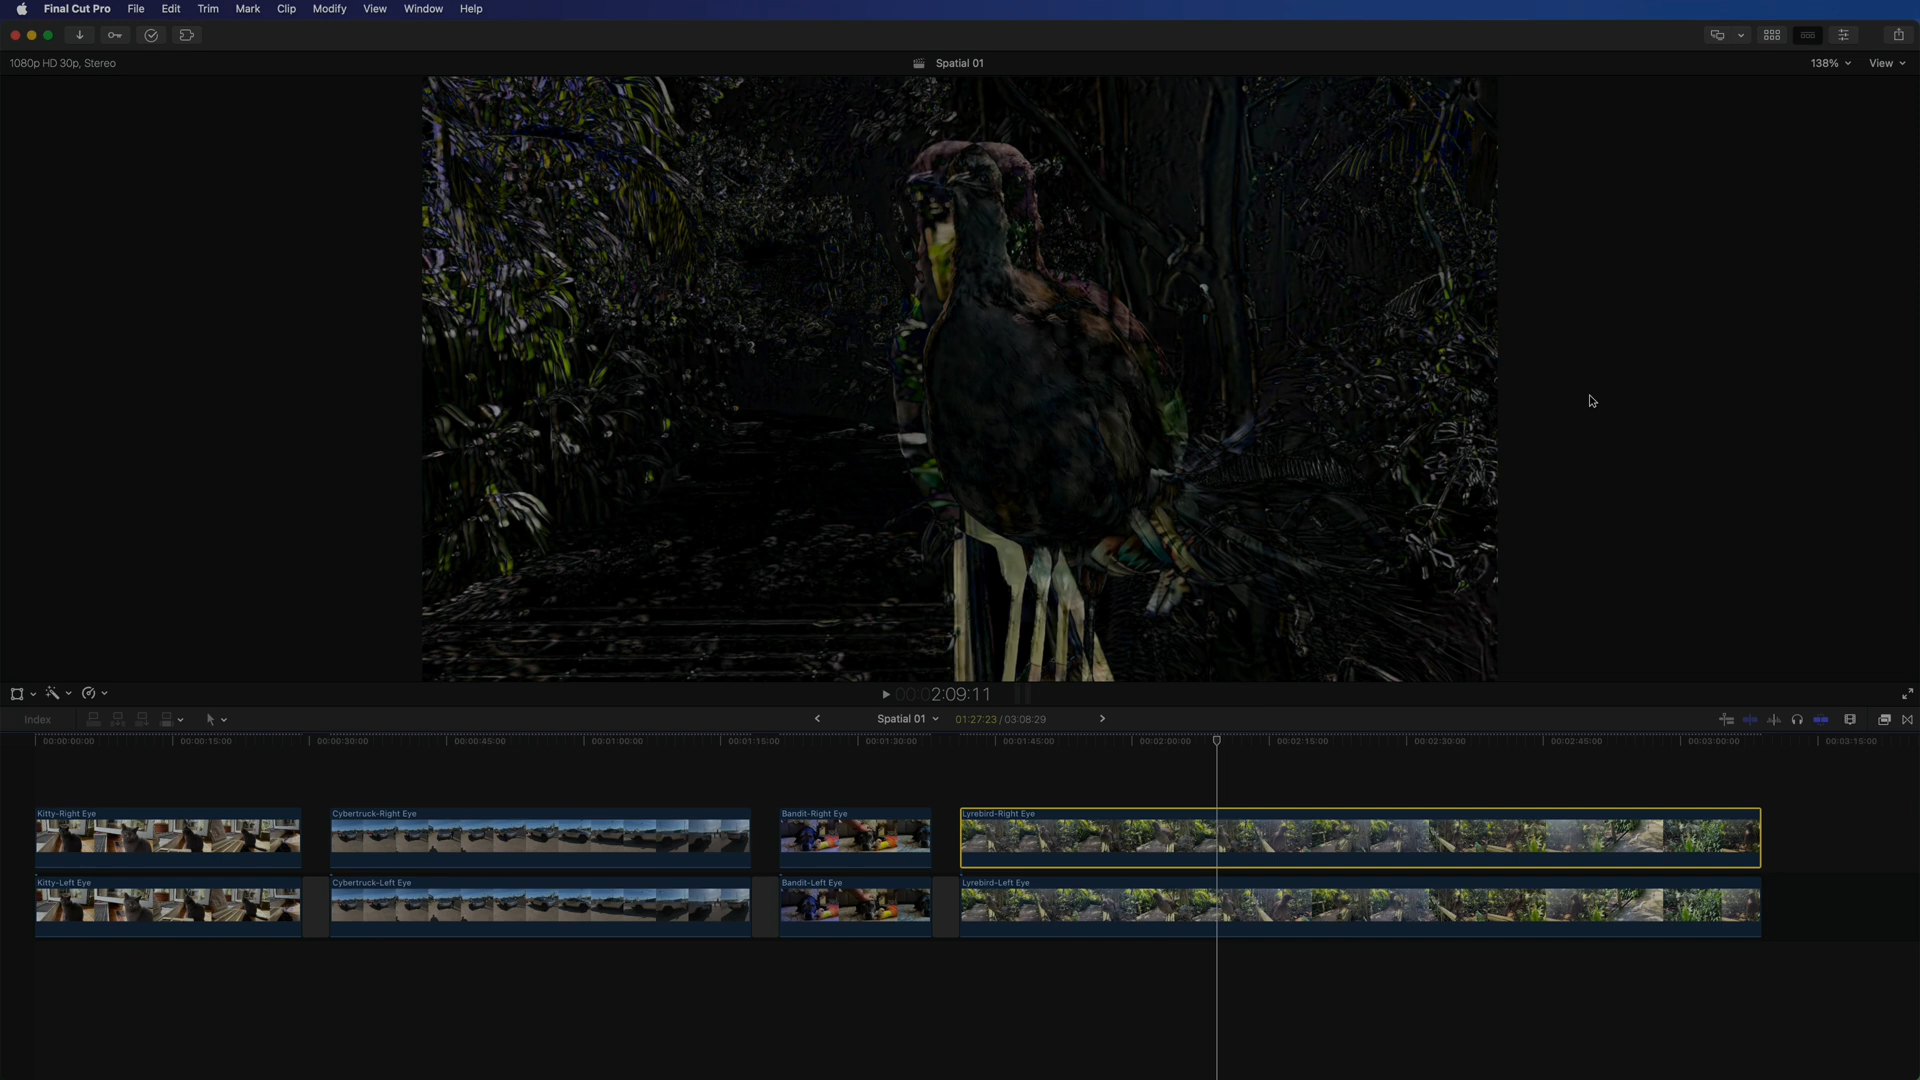 Final Cut Pro File Edit Trim Mark Clip Modify View Window Help
1080p HD 30p, Stereo
Spatial 01
138% View
00:02:09:11
Index
Spatial 01 01:27:23 / 03:08:29
00:00:00:00 00:00:15:00 00:00:30:00 00:00:45:00 00:01:00:00 00:01:15:00 00:01:30:00 00:01:45:00 00:02:00:00 00:02:15:00 00:02:30:00 00:02:45:00 00:03:00:00 00:03:15:00
Kitty-Right Eye Cybertruck-Right Eye Bandit-Right Eye Lyrebird-Right Eye
Kitty-Left Eye Cybertruck-Left Eye Bandit-Left Eye Lyrebird-Left Eye